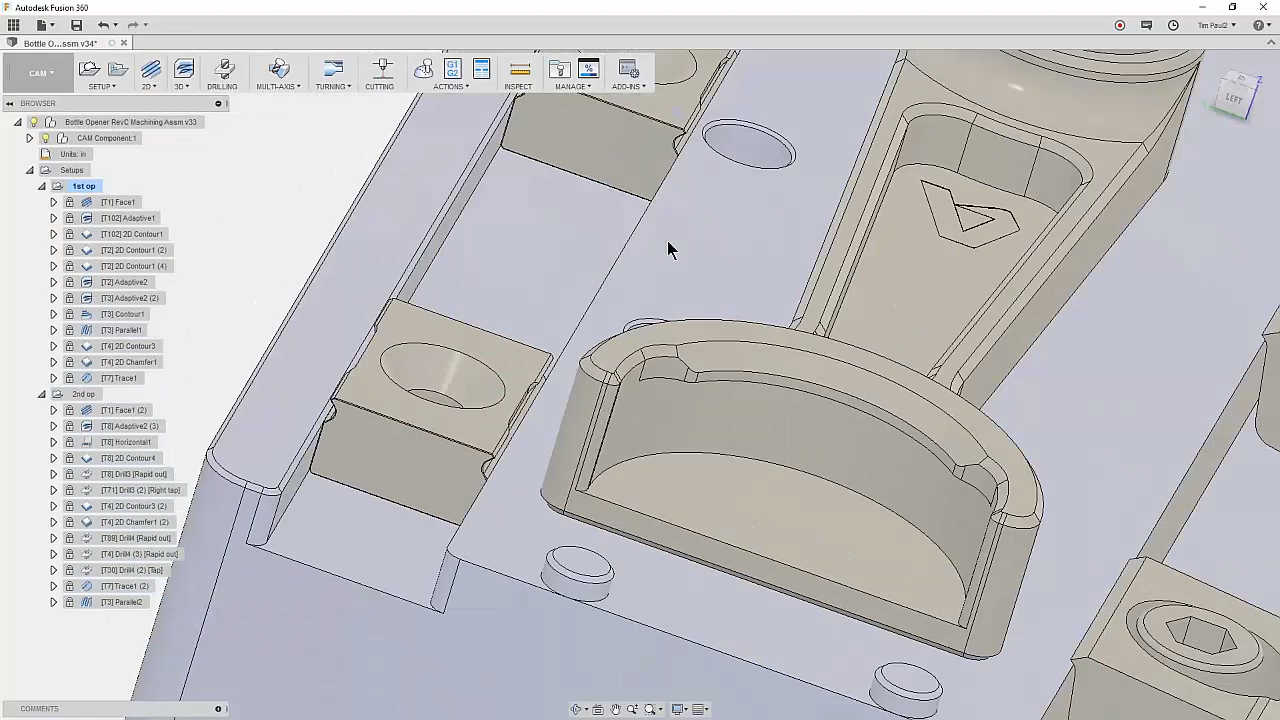 Autodesk Fusion 360
Tim Paul2
Bottle O...ssm v34*
CAM
SETUP
2D
3D
DRILLING
MULTI-AXIS
TURNING
CUTTING
G1
G2
ACTIONS
INSPECT
MANAGE
ADD-INS
BROWSER
Bottle Opener RevC Machining Assm v33
CAM Component:1
Units: in
Setups
1st op
[T1] Face1
[T102] Adaptive1
[T102] 2D Contour1
[T2] 2D Contour1 (2)
[T2] 2D Contour1 (4)
[T2] Adaptive2
[T3] Adaptive2 (2)
[T3] Contour1
[T3] Parallel1
[T4] 2D Contour3
[T4] 2D Chamfer1
[T7] Trace1
2nd op
[T1] Face1 (2)
[T8] Adaptive2 (3)
[T8] Horizontal1
[T8] 2D Contour4
[T6] Drill3 [Rapid out]
[T71] Drill3 (2) [Right tap]
[T4] 2D Contour3 (2)
[T4] 2D Chamfer1 (2)
[T89] Drill4 [Rapid out]
[T4] Drill4 (3) [Rapid out]
[T30] Drill4 (2) [Tap]
[T7] Trace1 (2)
[T3] Parallel2
LEFT
Z
COMMENTS